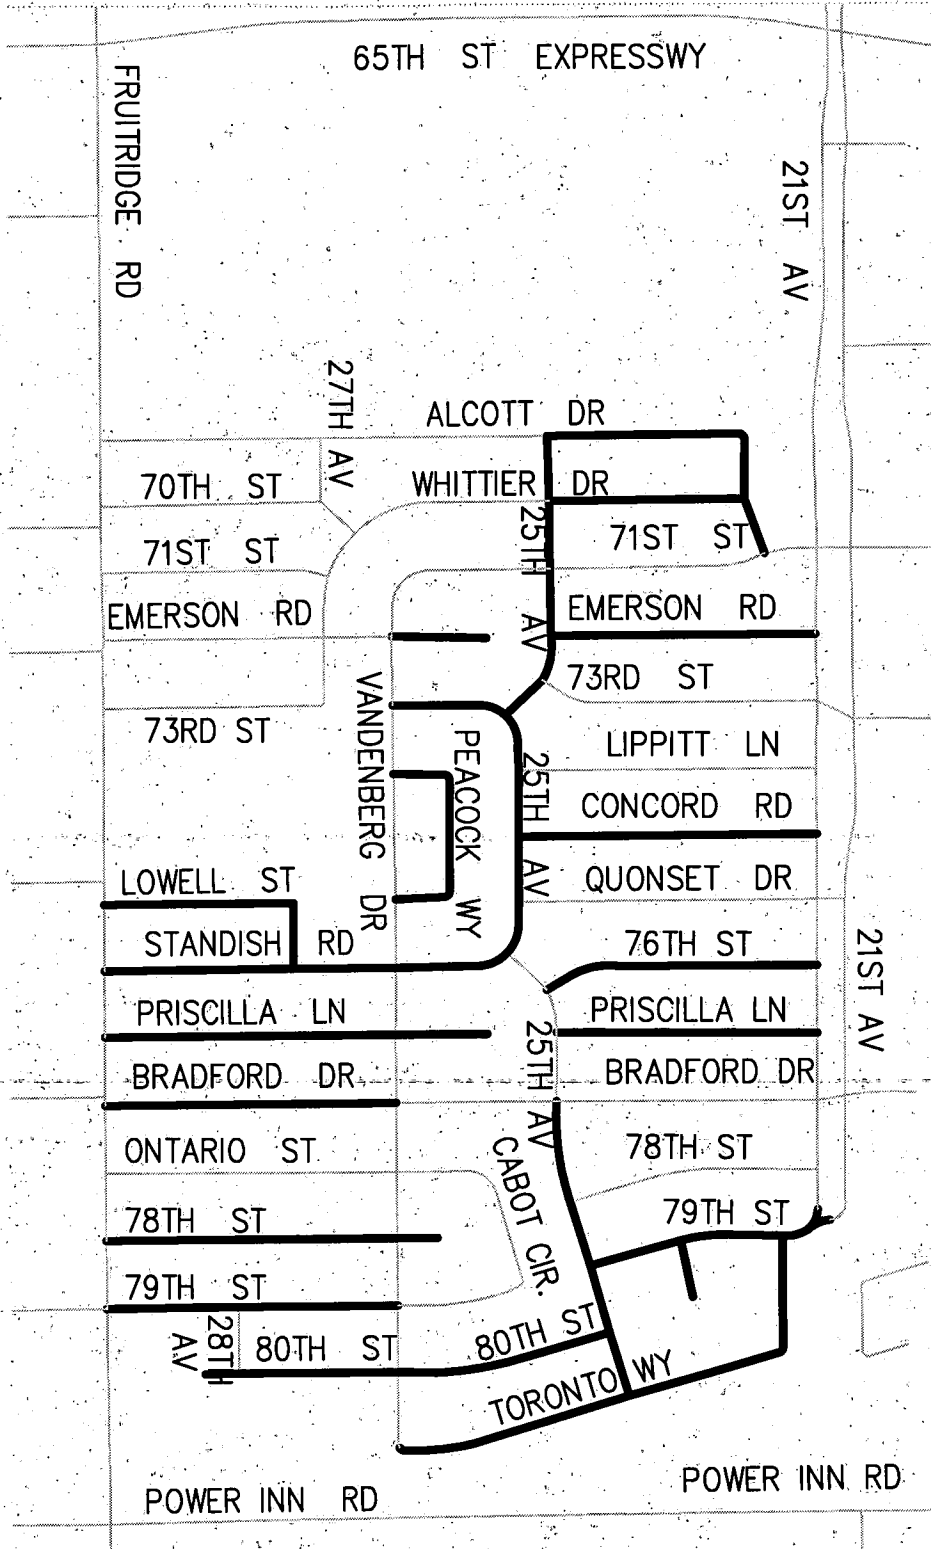 65TH ST EXPRESSWY
FRUITRIDGE RD
21ST AV
27TH AV
ALCOTT DR
70TH ST
WHITTIER DR
25TH AV
71ST ST
71ST ST
EMERSON RD
EMERSON RD
73RD ST
73RD ST
VANDENBERG DR
PEACOCK WY
25TH AV
LIPPITT LN
CONCORD RD
LOWELL ST
QUONSET DR
STANDISH RD
76TH ST
21ST AV
PRISCILLA LN
PRISCILLA LN
25TH AV
BRADFORD DR
BRADFORD DR
ONTARIO ST
CABOT CIR.
78TH ST
78TH ST
79TH ST
79TH ST
28TH AV
80TH ST
80TH ST
TORONTO WY
POWER INN RD
POWER INN RD